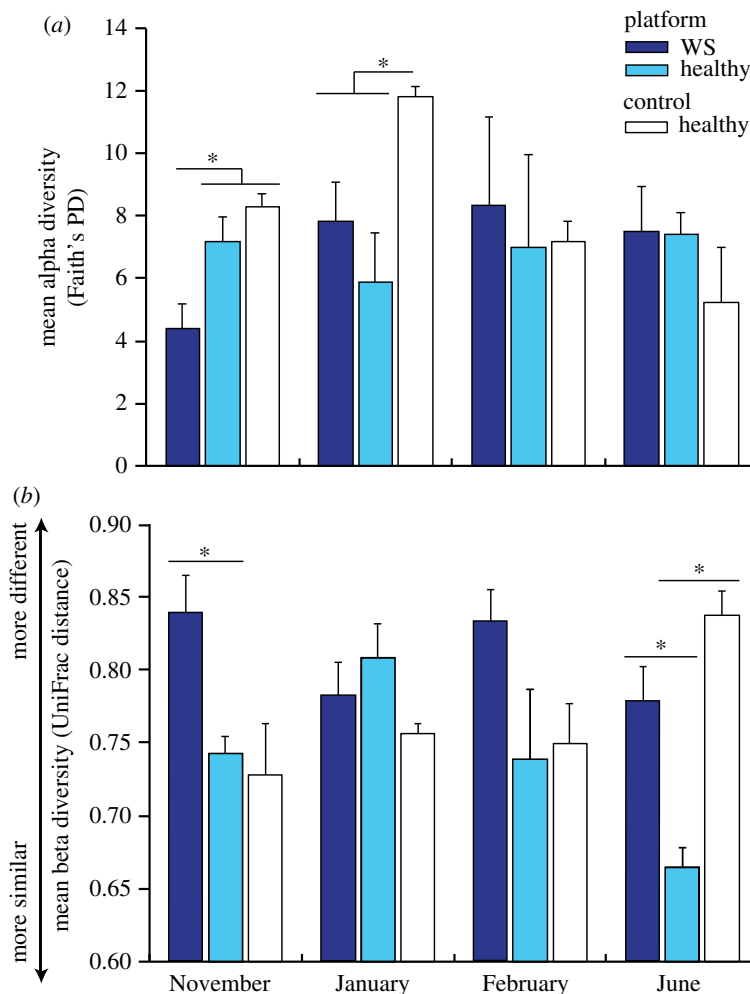 (a)
14
12
10
8
6
4
2
0
mean alpha diversity
(Faith's PD)
*
*
platform
WS
healthy
control
healthy
(b)
more different
more similar
mean beta diversity (UniFrac distance)
0.90
0.85
0.80
0.75
0.70
0.65
0.60
*
*
*
November January February June